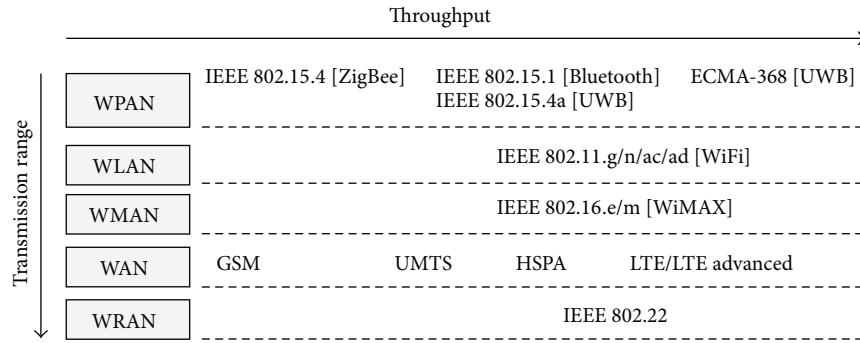 Throughput
Transmission range
WPAN
IEEE 802.15.4 [ZigBee]
IEEE 802.15.1 [Bluetooth]
IEEE 802.15.4a [UWB]
ECMA-368 [UWB]
WLAN
IEEE 802.11.g/n/ac/ad [WiFi]
WMAN
IEEE 802.16.e/m [WiMAX]
WAN
GSM
UMTS
HSPA
LTE/LTE advanced
WRAN
IEEE 802.22